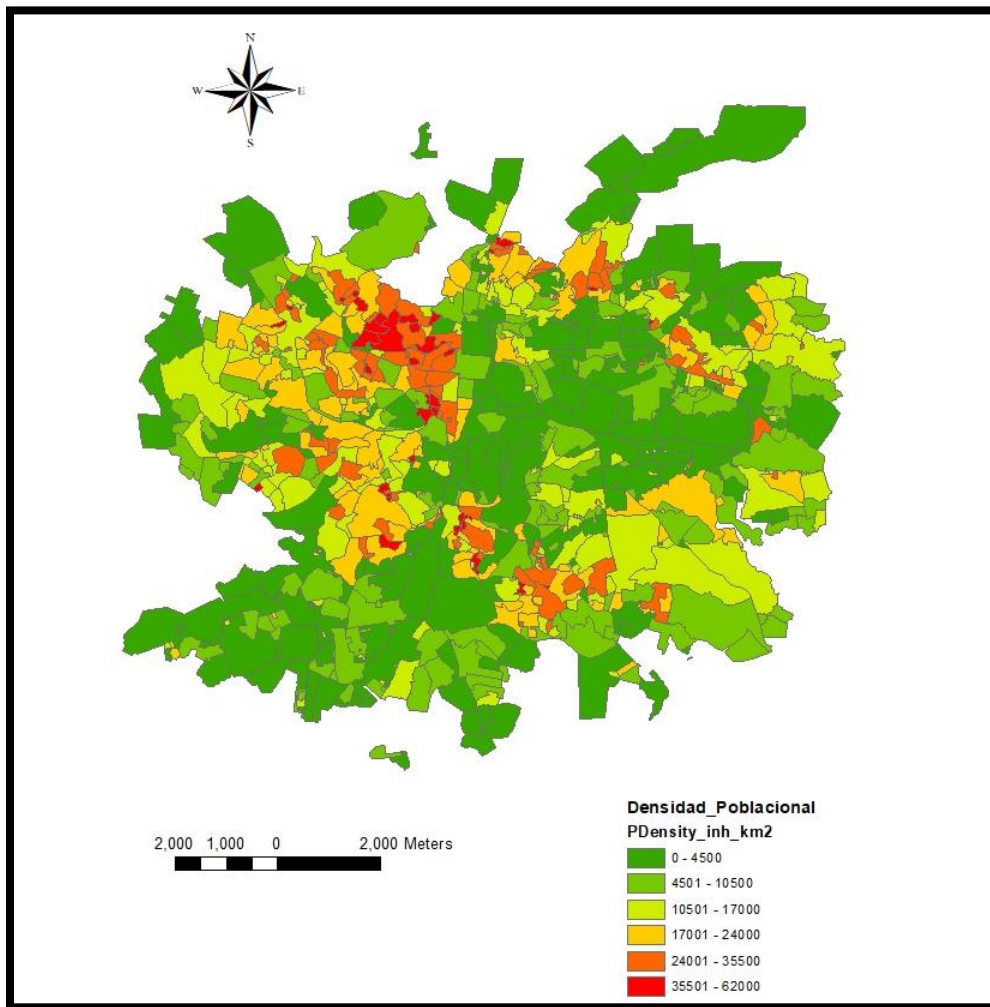 N
W E
S
2,000 1,000 0 2,000 Meters
Densidad_Poblacional
PDensity_inh_km2
0 - 4500
4501 - 10500
10501 - 17000
17001 - 24000
24001 - 35500
35501 - 62000